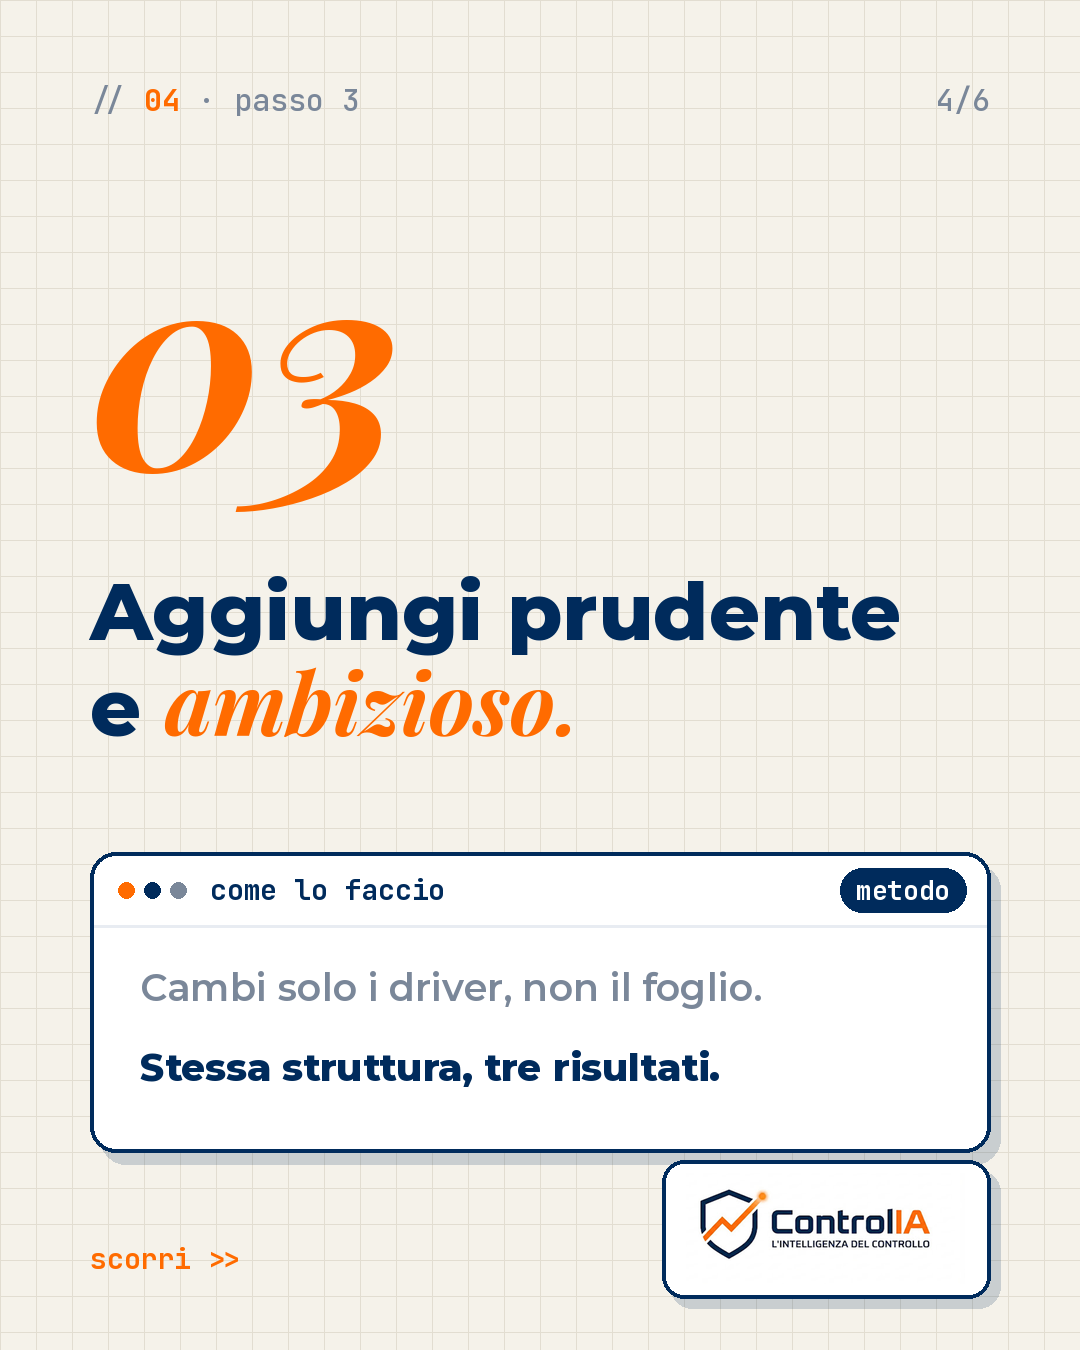 // 04 · passo 3
4/6
03
Aggiungi prudente
e ambizioso.
come lo faccio
metodo
Cambi solo i driver, non il foglio.
Stessa struttura, tre risultati.
ControlIA
L'INTELLIGENZA DEL CONTROLLO
scorri >>